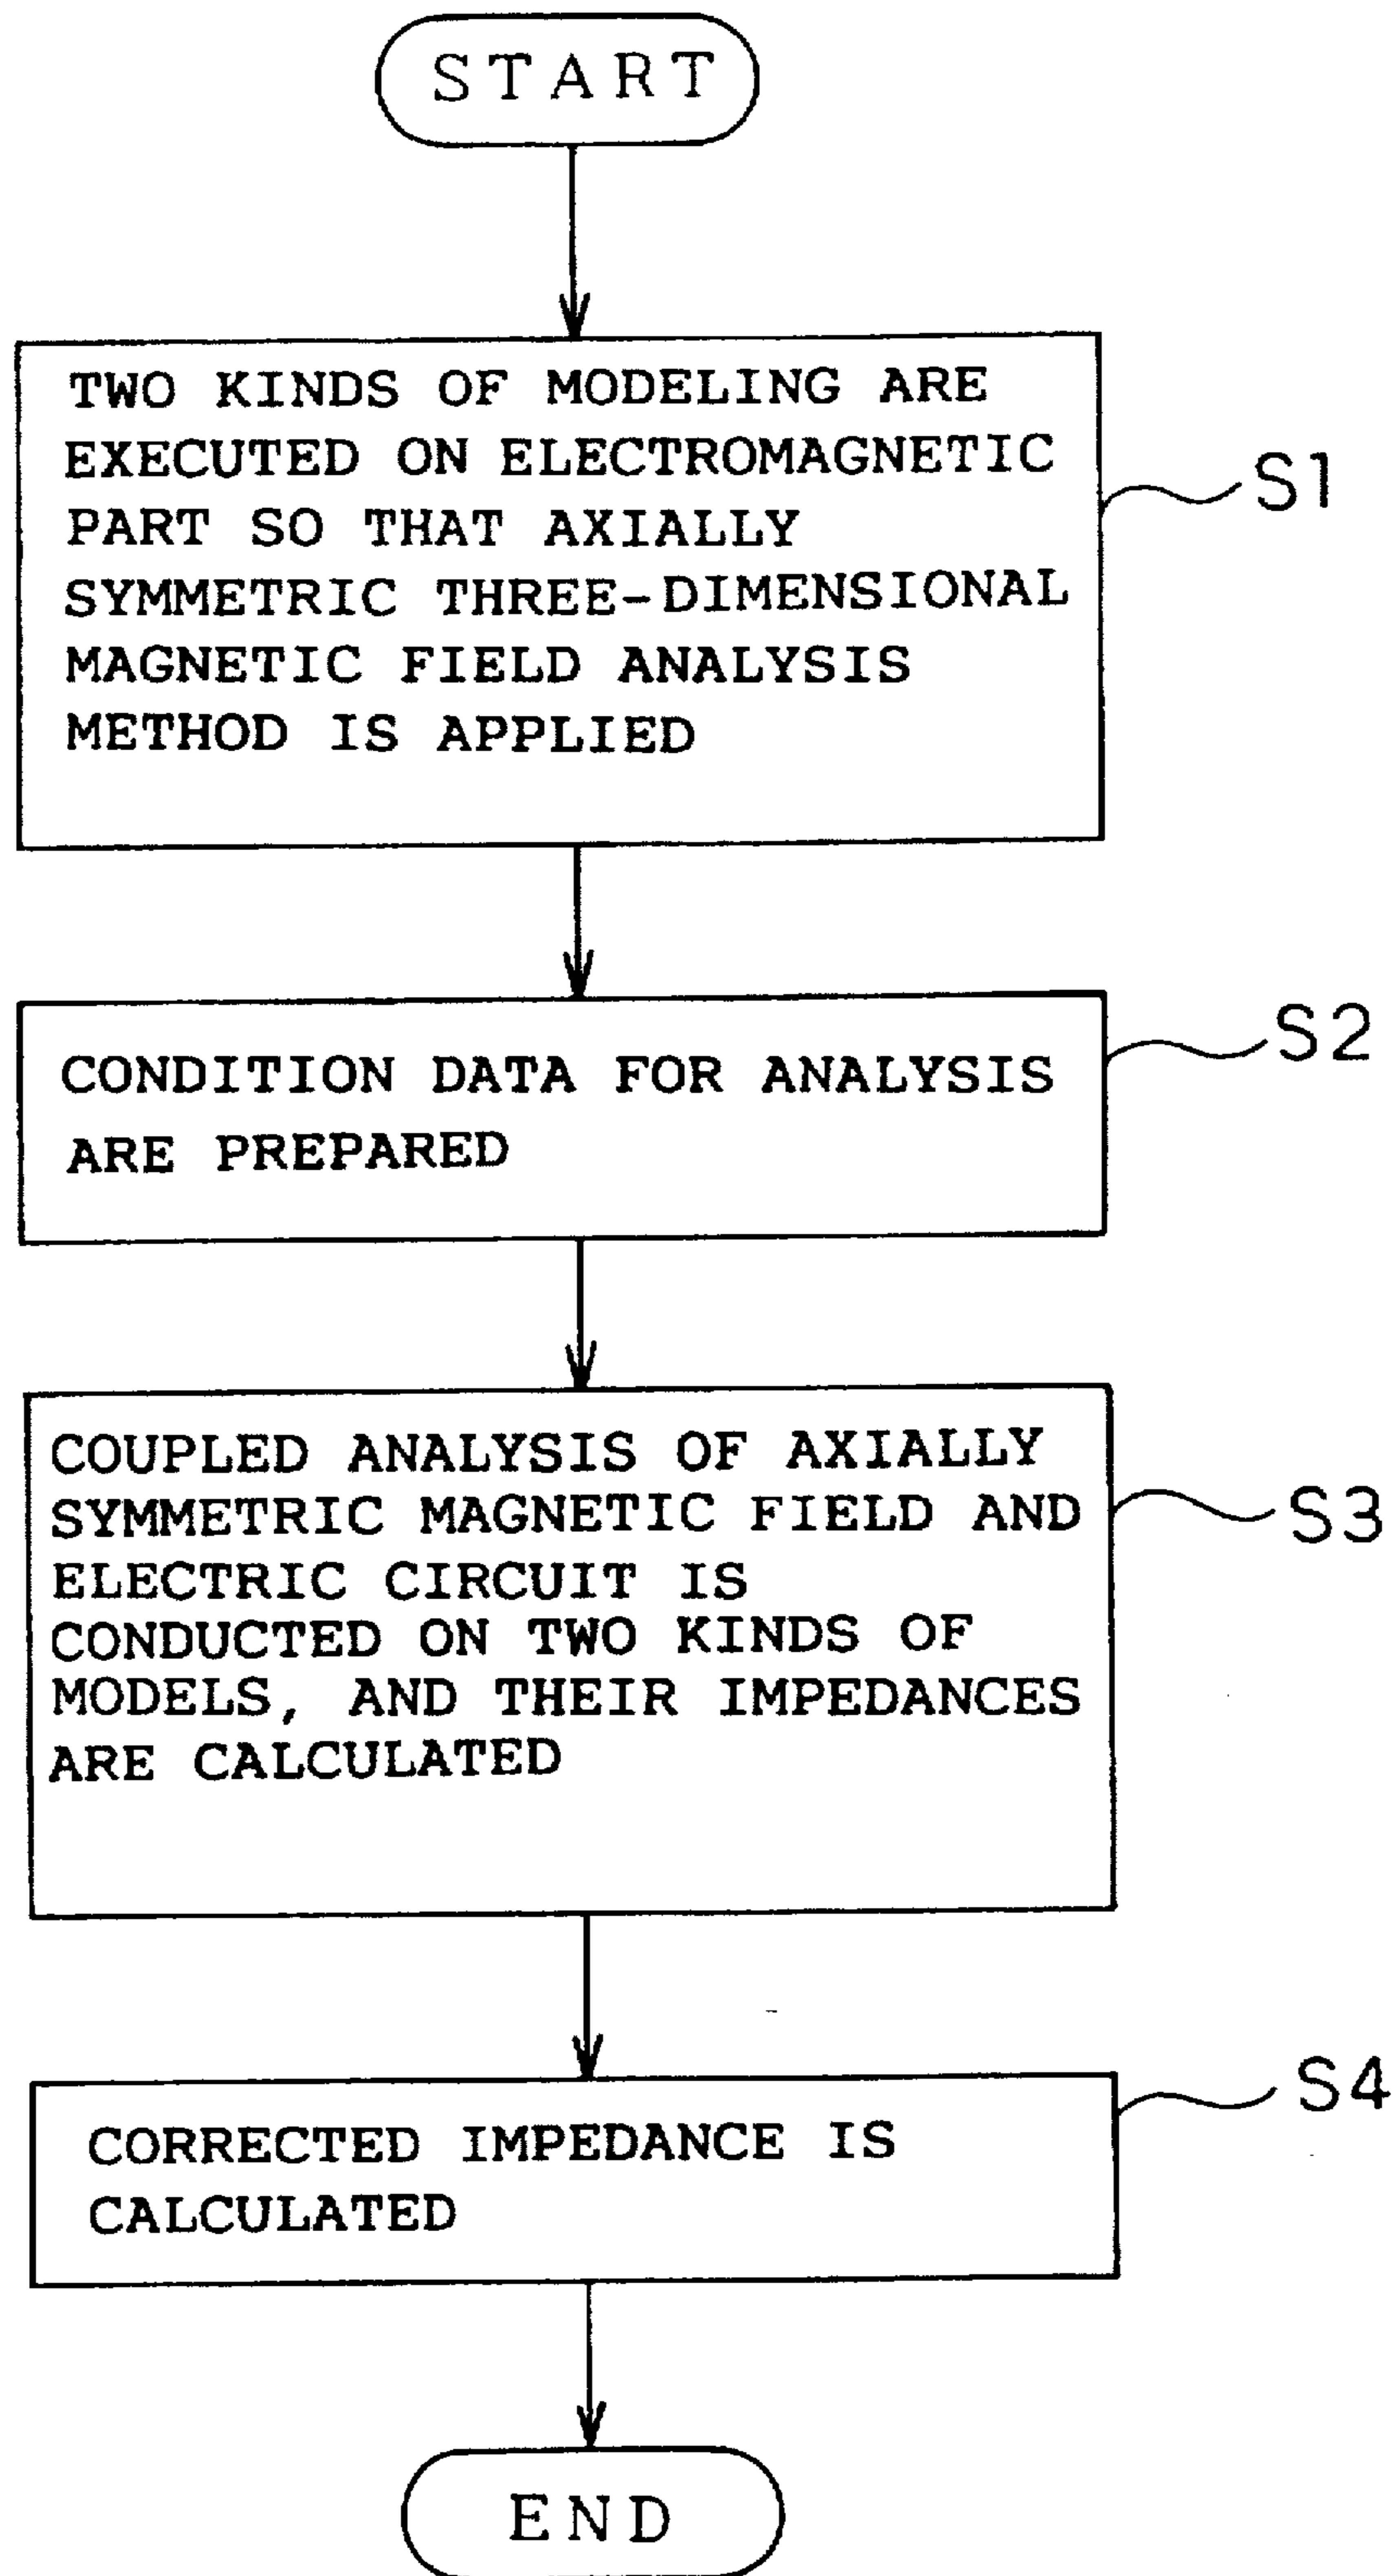 START
TWO KINDS OF MODELING ARE
EXECUTED ON ELECTROMAGNETIC
PART SO THAT AXIALLY
SYMMETRIC THREE-DIMENSIONAL
MAGNETIC FIELD ANALYSIS
METHOD IS APPLIED
S1
CONDITION DATA FOR ANALYSIS
ARE PREPARED
S2
COUPLED ANALYSIS OF AXIALLY
SYMMETRIC MAGNETIC FIELD AND
ELECTRIC CIRCUIT IS
CONDUCTED ON TWO KINDS OF
MODELS, AND THEIR IMPEDANCES
ARE CALCULATED
S3
CORRECTED IMPEDANCE IS
CALCULATED
S4
END